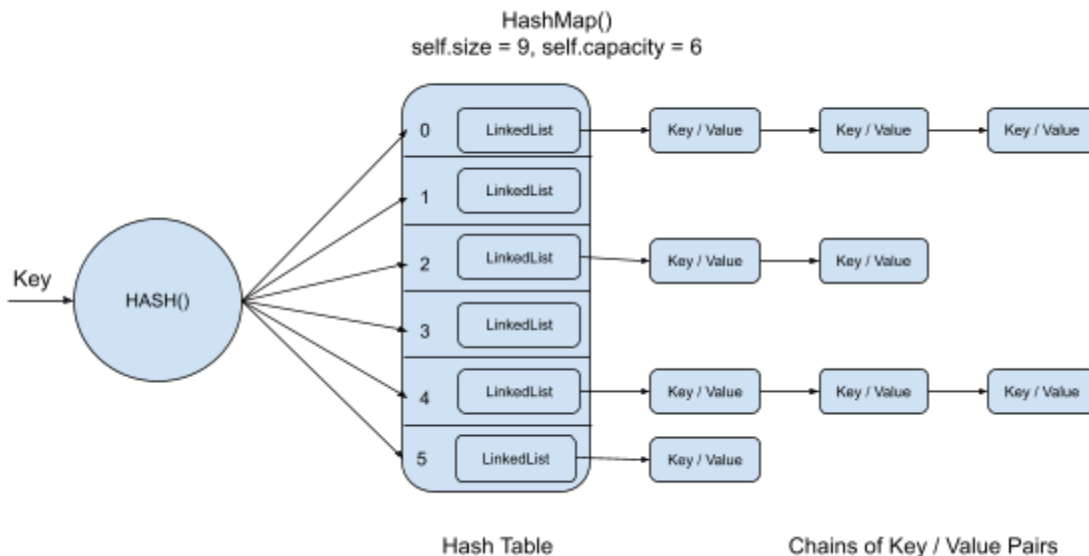 HashMap()
self.size = 9, self.capacity = 6
0 LinkedList Key / Value Key / Value Key / Value
1 LinkedList
2 LinkedList Key / Value Key / Value
Key
HASH()
3 LinkedList
4 LinkedList Key / Value Key / Value Key / Value
5 LinkedList Key / Value
Hash Table Chains of Key / Value Pairs